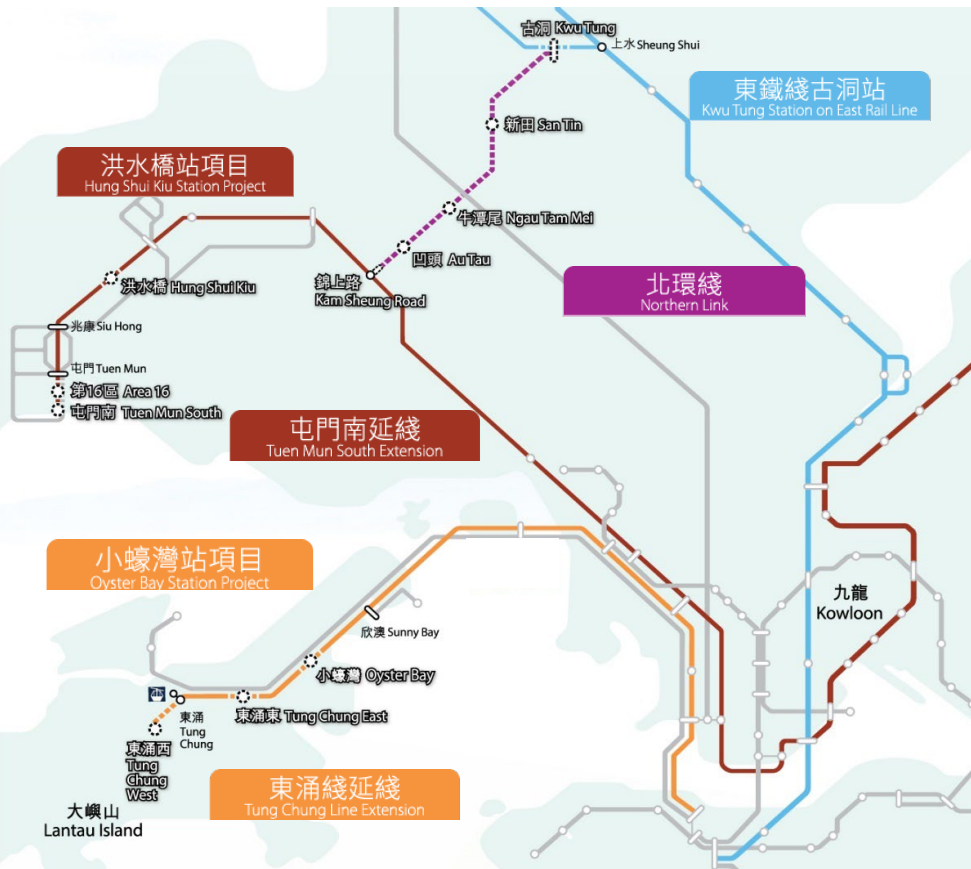 古洞 Kwu Tung
上水 Sheung Shui
東鐵綫古洞站
Kwu Tung Station on East Rail Line
新田 San Tin
洪水橋站項目
Hung Shui Kiu Station Project
牛潭尾 Ngau Tam Mei
凹頭 Au Tau
錦上路
Kam Sheung Road
洪水橋 Hung Shui Kiu
北環綫
Northern Link
兆康 Siu Hong
屯門 Tuen Mun
第16區 Area 16
屯門南 Tuen Mun South
屯門南延綫
Tuen Mun South Extension
小蠔灣站項目
Oyster Bay Station Project
九龍
Kowloon
欣澳 Sunny Bay
小蠔灣 Oyster Bay
東涌東 Tung Chung East
東涌
Tung
Chung
東涌西
Tung
Chung
West
東涌綫延綫
Tung Chung Line Extension
大嶼山
Lantau Island